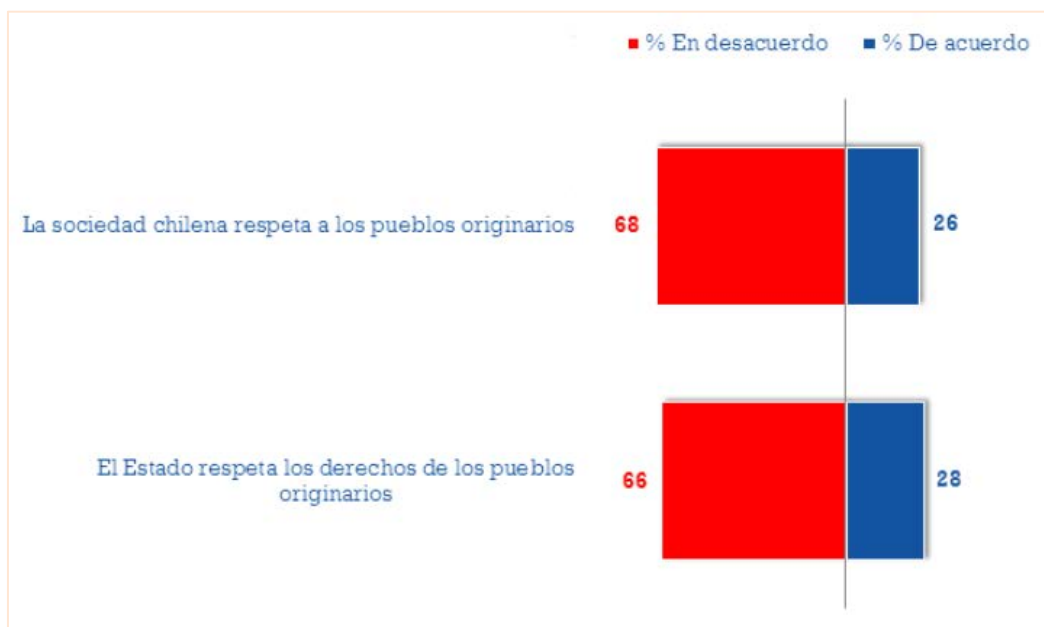 % En desacuerdo % De acuerdo
La sociedad chilena respeta a los pueblos originarios 68 26
El Estado respeta los derechos de los pueblos
originarios 66 28